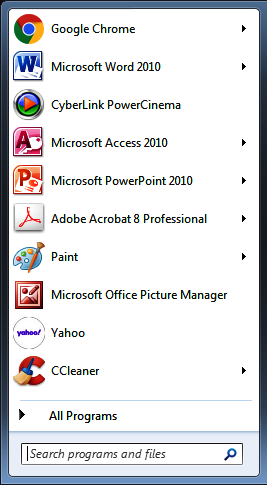 Google Chrome
Microsoft Word 2010
CyberLink PowerCinema
Microsoft Access 2010
Microsoft PowerPoint 2010
Adobe Acrobat 8 Professional
Paint
Microsoft Office Picture Manager
yahoo! Yahoo
CCleaner
All Programs
Search programs and files